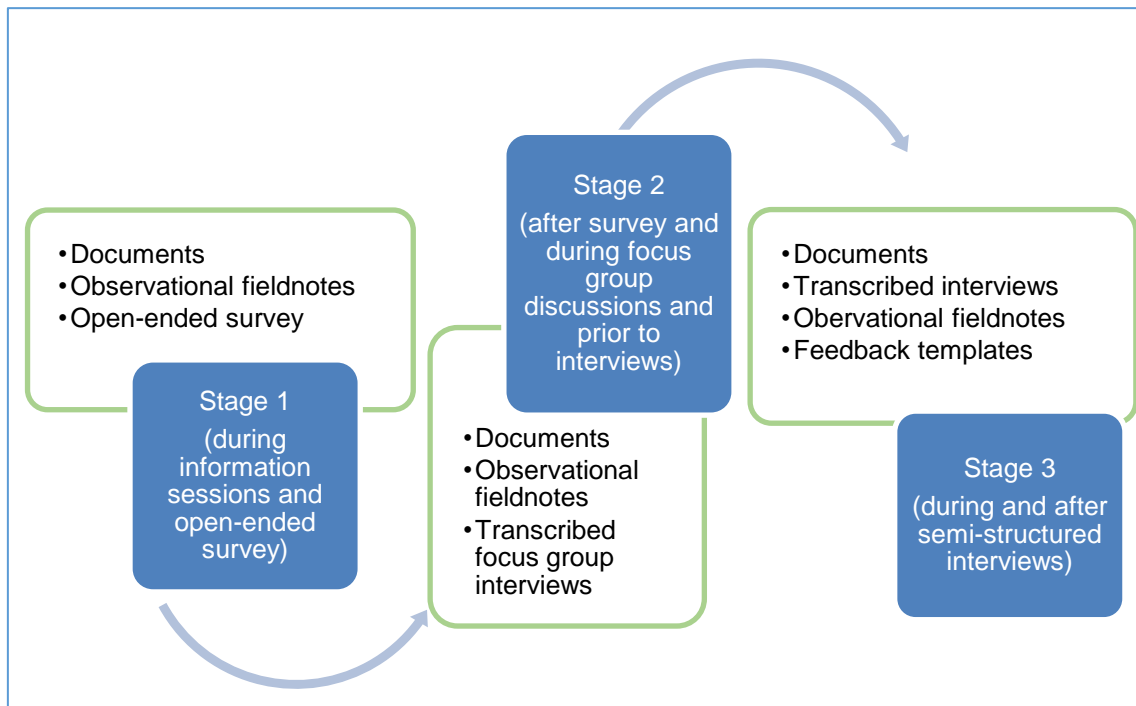 •Documents
•Observational fieldnotes
•Open-ended survey
Stage 1
(during
information
sessions and
open-ended
survey)
Stage 2
(after survey and
during focus
group
discussions and
prior to
interviews)
•Documents
•Observational
fieldnotes
•Transcribed
focus group
interviews
•Documents
•Transcribed interviews
•Obervational fieldnotes
•Feedback templates
Stage 3
(during and after
semi-structured
interviews)